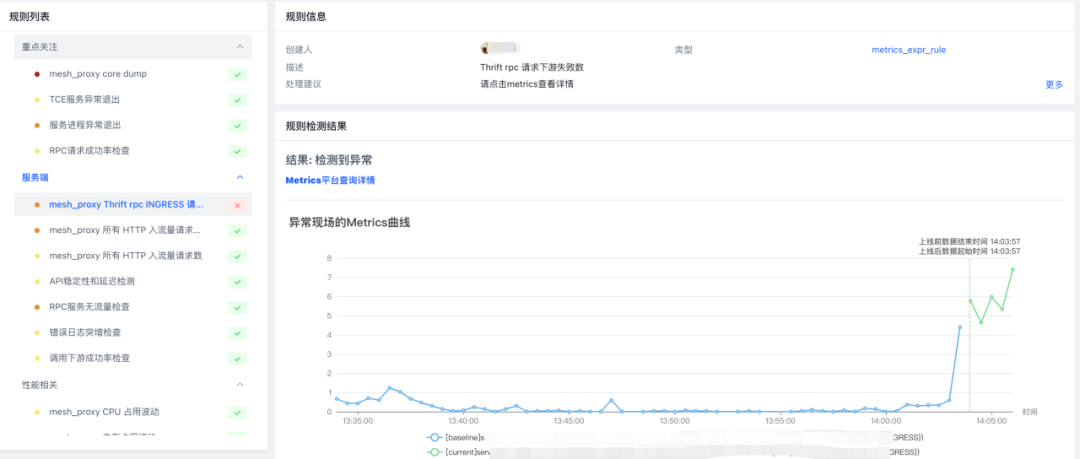 规则列表
重点关注
mesh_proxy core dump
TCE服务异常退出
服务进程异常退出
RPC请求成功率检查
服务端
mesh_proxy Thrift rpc INGRESS 请...
mesh_proxy 所有 HTTP 入流量请求...
mesh_proxy 所有 HTTP 入流量请求数
API稳定性和延迟检测
RPC服务无流量检查
错误日志突增检查
调用下游成功率检查
性能相关
mesh_proxy CPU 占用波动
规则信息
创建人
类型
metrics_expr_rule
描述
Thrift rpc 请求下游失败数
处理建议
请点击metrics查看详情
更多
规则检测结果
结果: 检测到异常
Metrics平台查询详情
异常现场的Metrics曲线
上线前数据结束时间 14:03:57
上线后数据起始时间 14:03:57
8
7
6
5
4
3
2
1
0
13:35:00
13:40:00
13:45:00
13:50:00
13:55:00
14:00:00
14:05:00
时间
[baseline]s
GRESS}}
[current]serv
GRESS}}